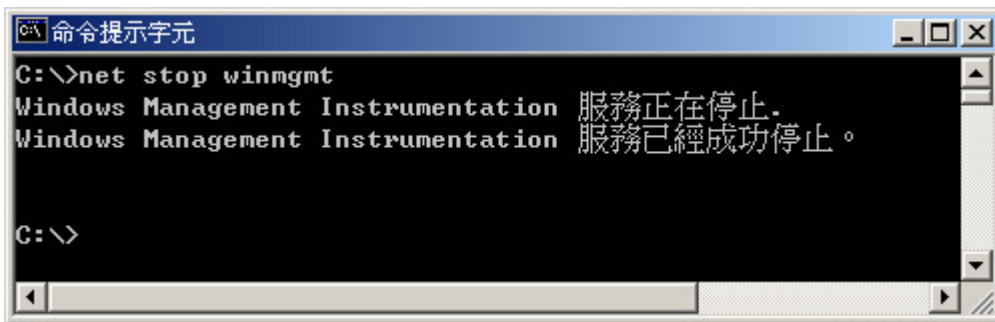 命令提示字元
C:\>net stop winmgmt
Windows Management Instrumentation 服務正在停止.
Windows Management Instrumentation 服務已經成功停止。
C:\>